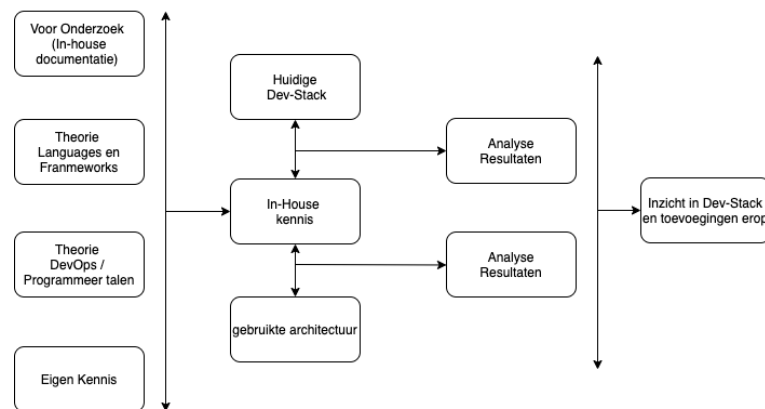 Voor Onderzoek
(In-house
documentatie)
Theorie
Languages en
Franmeworks
Theorie
DevOps /
Programmeer talen
Eigen Kennis
Huidige
Dev-Stack
In-House
kennis
gebruikte architectuur
Analyse
Resultaten
Analyse
Resultaten
Inzicht in Dev-Stack
en toevoegingen erop